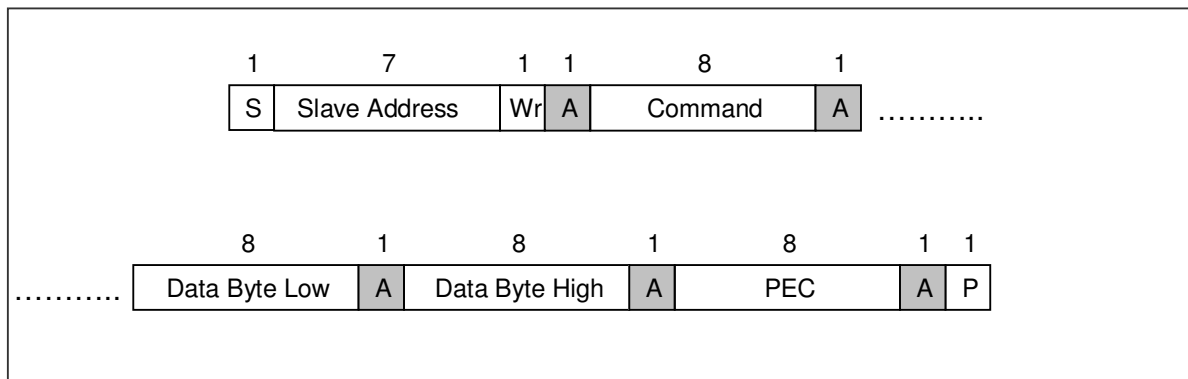 1 7 1 1 8 1
S Slave Address Wr A Command A ...........
8 1 8 1 8 1 1
........... Data Byte Low A Data Byte High A PEC A P